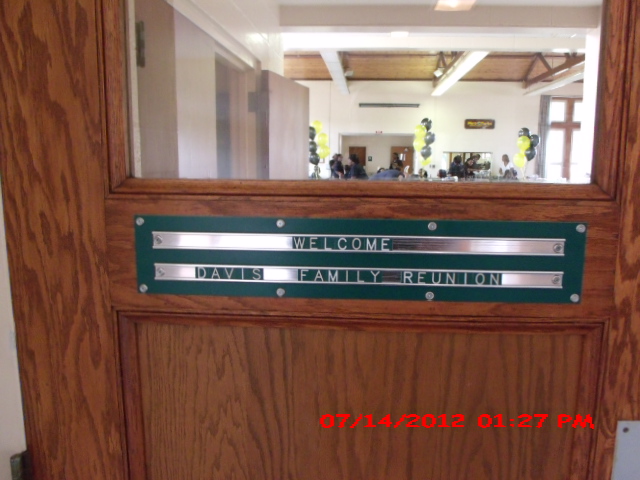 WELCOME
DAVIS FAMILY REUNION
07/14/2012 01:27 PM